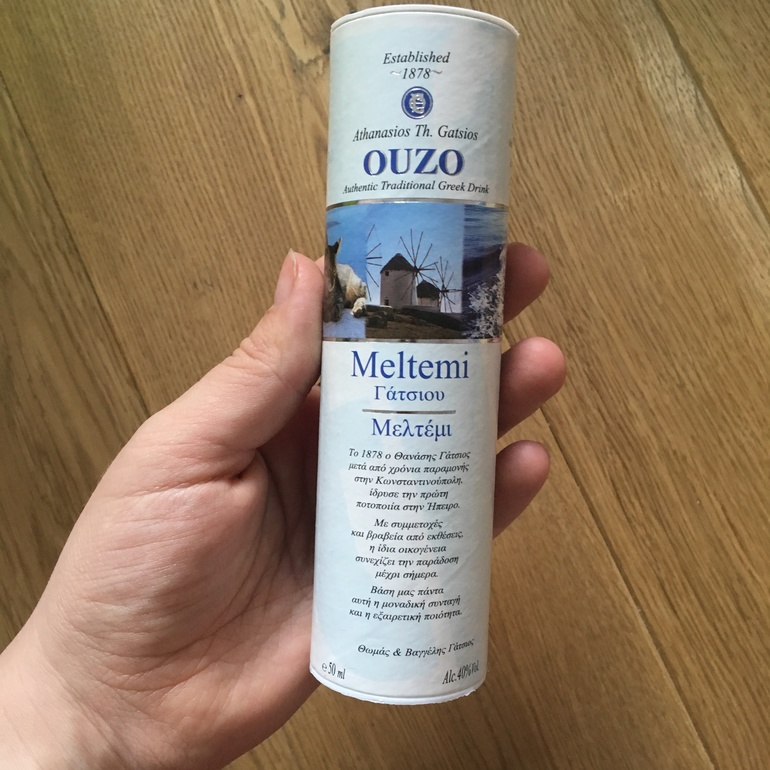 Established
~1878~
Athanasios Th. Gatsios
OUZO
Authentic Traditional Greek Drink
Meltemi
Γάτσιου
Μελτέμι
Το 1878 ο Θανάσης Γάτσιος
μετά από χρόνια παραμονής
στην Κωνσταντινούπολη,
ίδρυσε την πρώτη
ποτοποιία στην Ήπειρο.
Με συμμετοχές
και βραβεία από εκθέσεις,
η ίδια οικογένεια
συνεχίζει την παράδοση
μέχρι σήμερα.
Βάση μας πάντα
αυτή η μοναδική συνταγή
και η εξαιρετική ποιότητα.
Θωμάς & Βαγγέλης Γάτσιος
e 50 ml
Alc. 40% Vol.